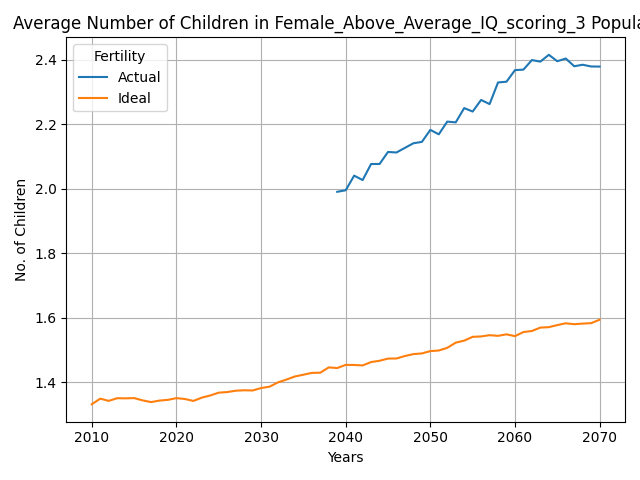 Average Number of Children in Female_Above_Average_IQ_scoring_3 Popula
Fertility
Actual
Ideal
2.4
2.2
2.0
1.8
1.6
1.4
No. of Children
2010 2020 2030 2040 2050 2060 2070
Years